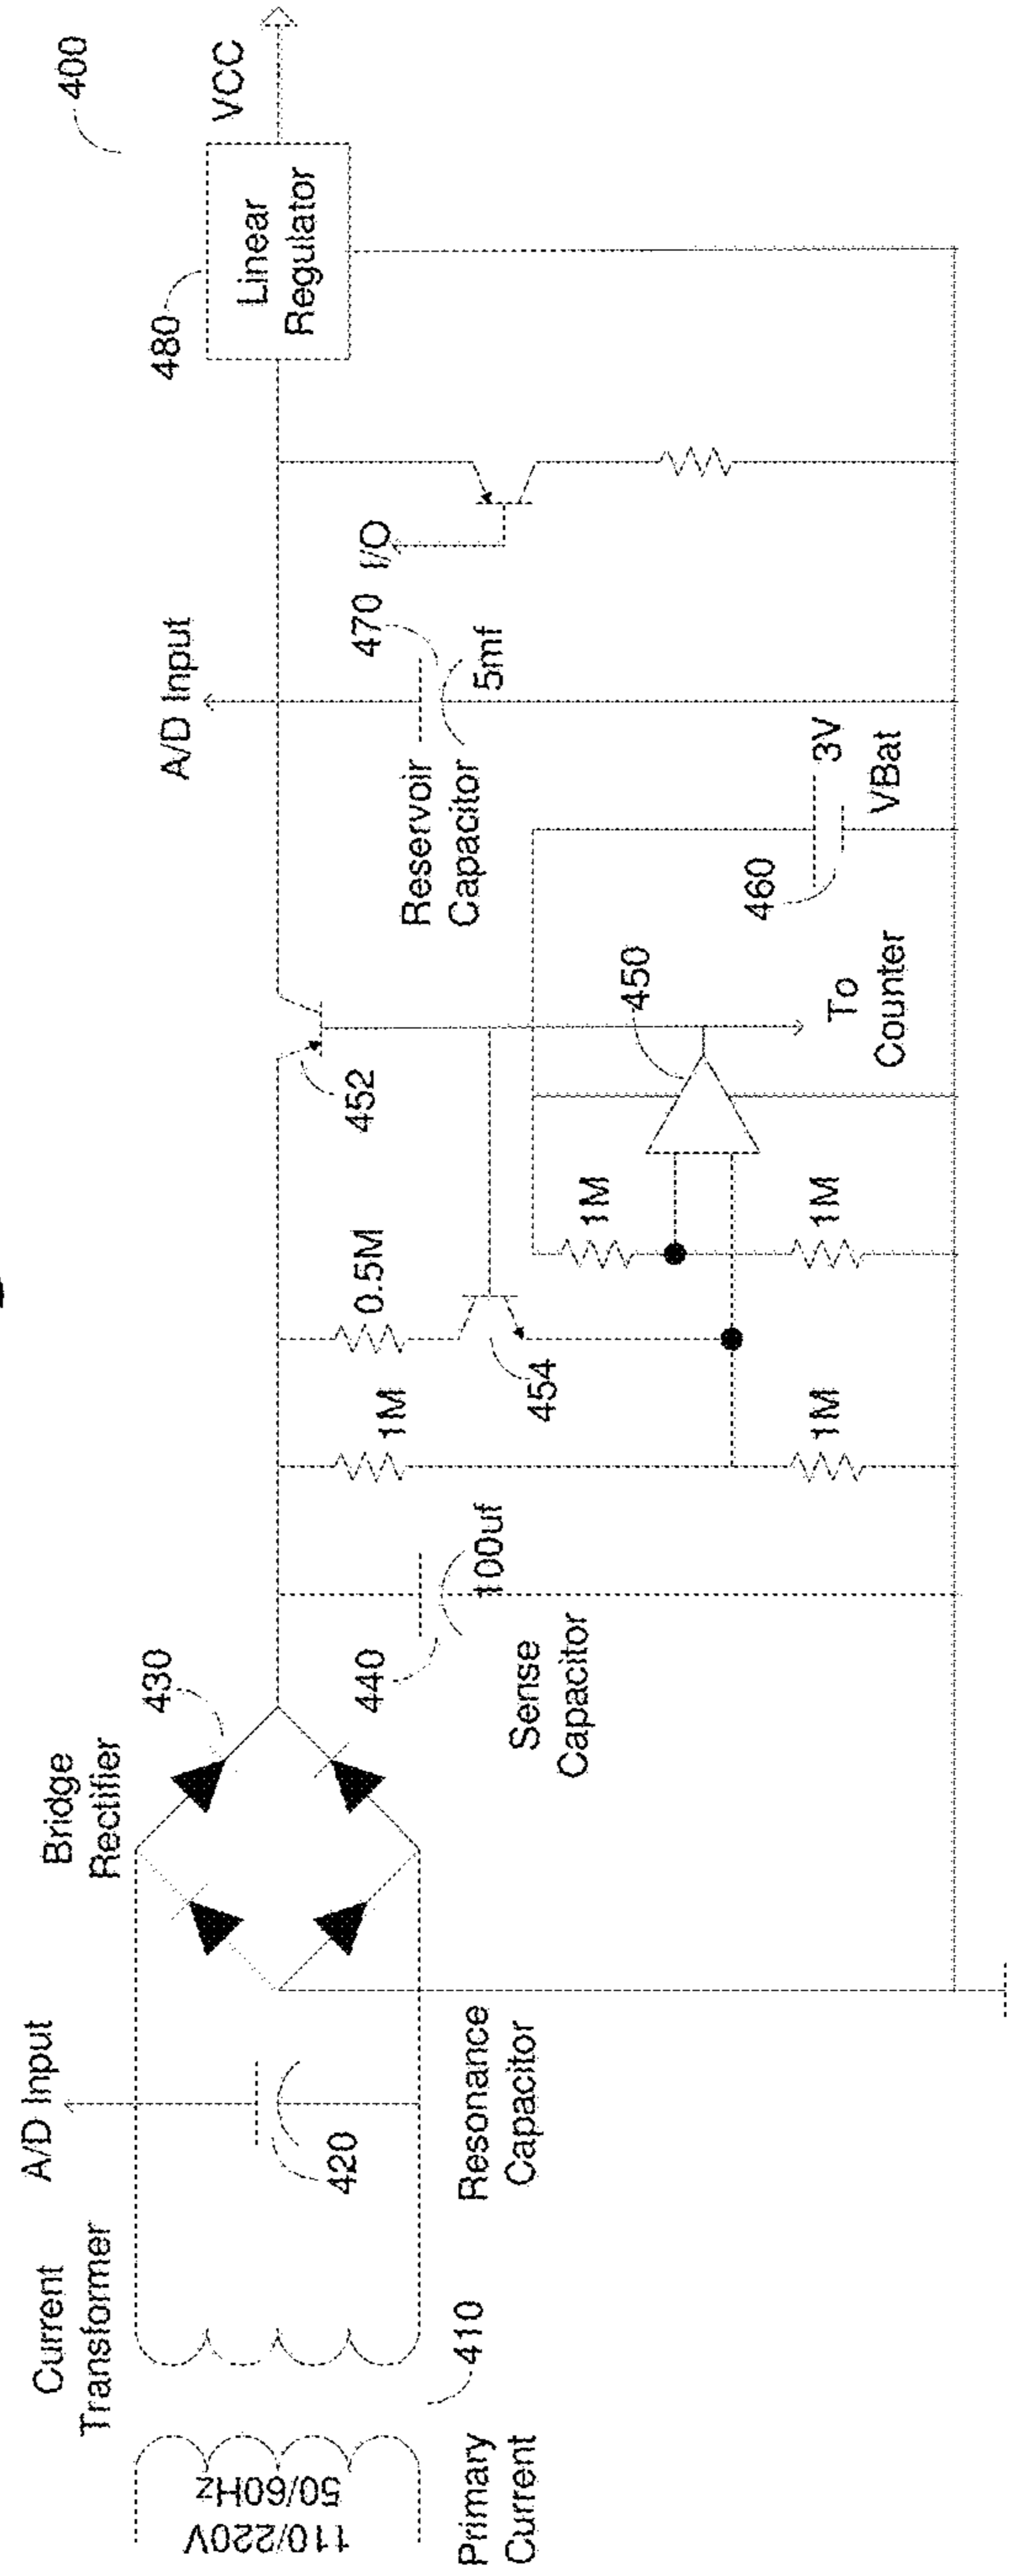 400
Current
Transformer
A/D Input
Bridge
Rectifier
430
A/D Input
480
VCC
Linear
Regulator
110/220V
50/60Hz
Primary
Current
410
420
Resonance
Capacitor
440
100uf
Sense
Capacitor
1M
0.5M
454
452
1M
1M
1M
450
To
Counter
460
3V
VBat
Reservoir
Capacitor
470
5mf
I/O